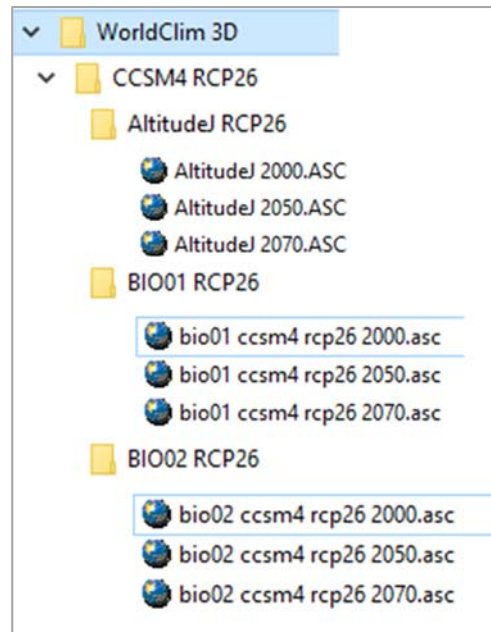 WorldClim 3D
CCSM4 RCP26
AltitudeJ RCP26
AltitudeJ 2000.ASC
AltitudeJ 2050.ASC
AltitudeJ 2070.ASC
BIO01 RCP26
bio01 ccsm4 rcp26 2000.asc
bio01 ccsm4 rcp26 2050.asc
bio01 ccsm4 rcp26 2070.asc
BIO02 RCP26
bio02 ccsm4 rcp26 2000.asc
bio02 ccsm4 rcp26 2050.asc
bio02 ccsm4 rcp26 2070.asc